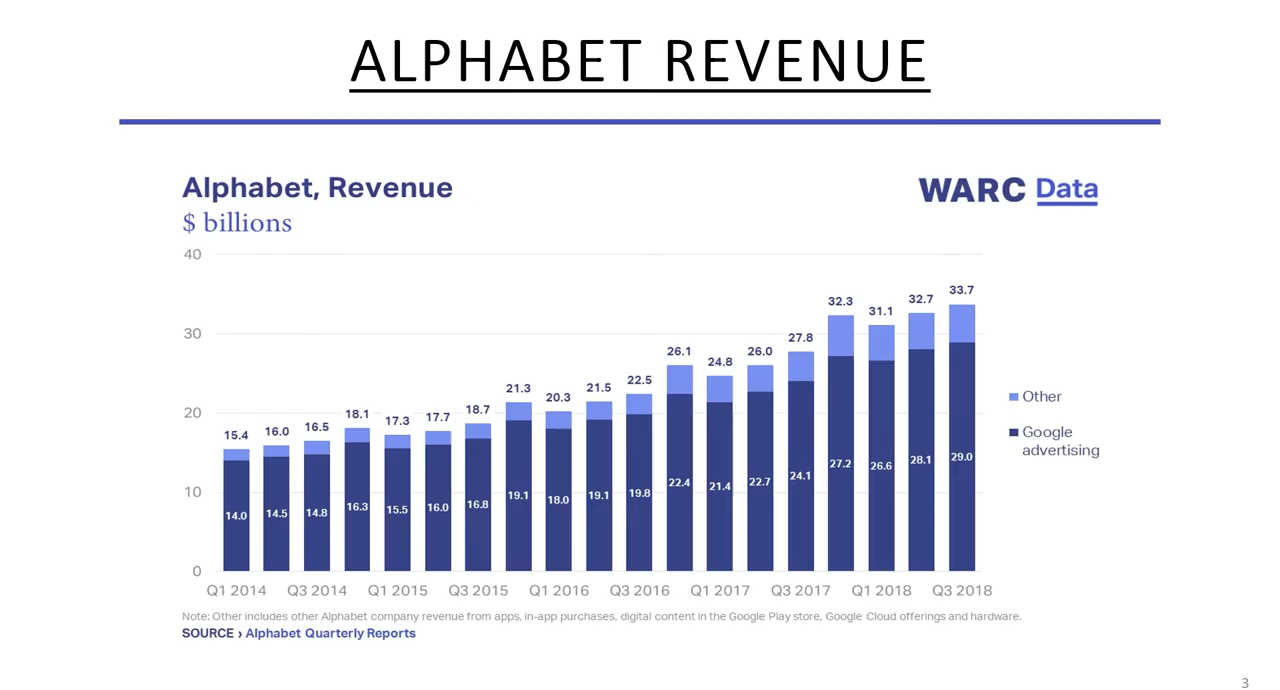 ALPHABET REVENUE
Alphabet, Revenue
WARC Data
$ billions
40
30
20
10
0
15.4
16.0
16.5
18.1
17.3
17.7
18.7
21.3
20.3
21.5
22.5
26.1
24.8
26.0
27.8
32.3
31.1
32.7
33.7
14.0
14.5
14.8
16.3
15.5
16.0
16.8
19.1
18.0
19.1
19.8
22.4
21.4
22.7
24.1
27.2
26.6
28.1
29.0
Other
Google
advertising
Q1 2014
Q3 2014
Q1 2015
Q3 2015
Q1 2016
Q3 2016
Q1 2017
Q3 2017
Q1 2018
Q3 2018
Note: Other includes other Alphabet company revenue from apps, in-app purchases, digital content in the Google Play store, Google Cloud offerings and hardware.
SOURCE › Alphabet Quarterly Reports
3